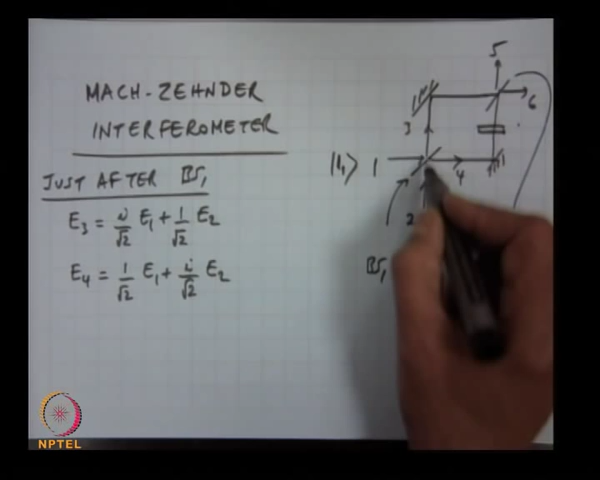 MACH-ZEHNDER
INTERFEROMETER
JUST AFTER BS₁
E₃ = i/√2 E₁ + 1/√2 E₂
E₄ = 1/√2 E₁ + i/√2 E₂
5
6
3
|1₁⟩ 1
4
2
BS₁
NPTEL